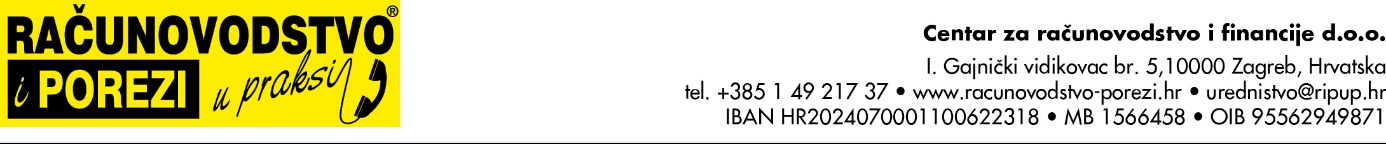 RAČUNOVODSTVO®
i POREZI u praksi
Centar za računovodstvo i financije d.o.o.
I. Gajnički vidikovac br. 5,10000 Zagreb, Hrvatska
tel. +385 1 49 217 37 • www.racunovodstvo-porezi.hr • urednistvo@ripup.hr
IBAN HR2024070001100622318 • MB 1566458 • OIB 95562949871